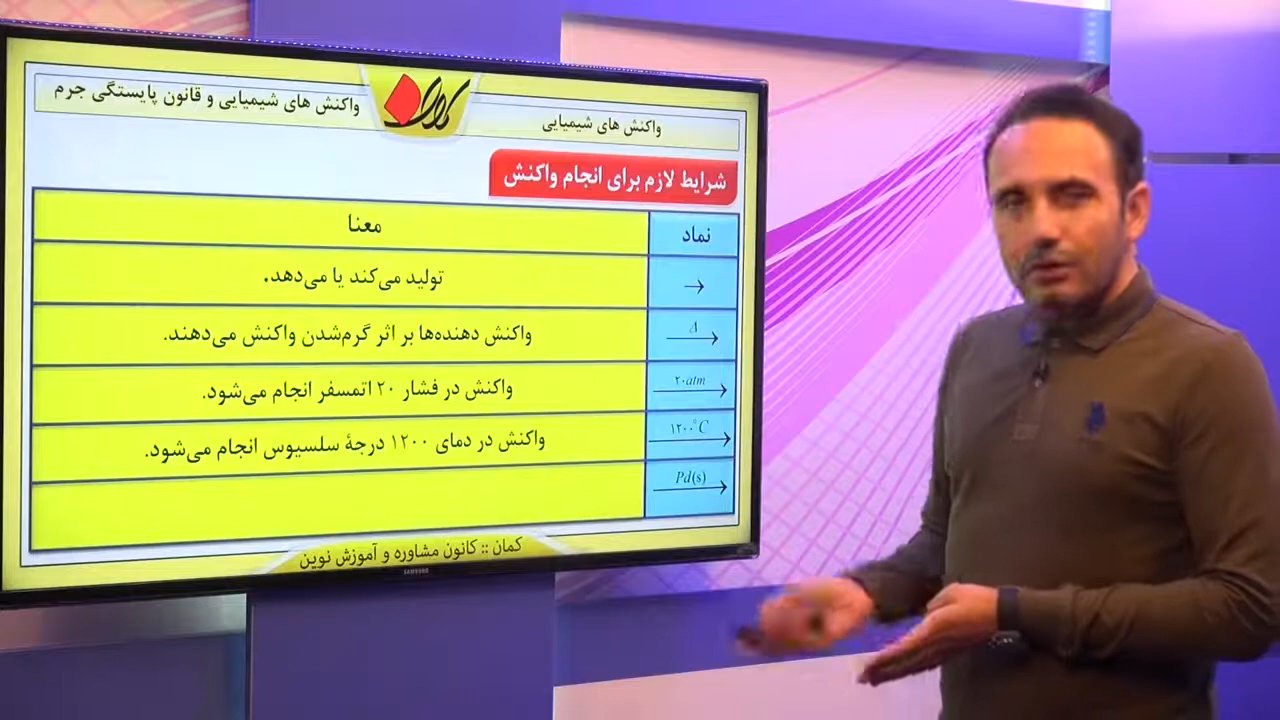 واکنش های شیمیایی
کمان
واکنش های شیمیایی و قانون پایستگی جرم
شرایط لازم برای انجام واکنش
نماد معنا
→ تولید می‌کند یا می‌دهد.
Δ→ واکنش دهنده‌ها بر اثر گرم‌شدن واکنش می‌دهند.
۲۰atm→ واکنش در فشار ۲۰ اتمسفر انجام می‌شود.
۱۲۰۰°C→ واکنش در دمای ۱۲۰۰ درجهٔ سلسیوس انجام می‌شود.
Pd(s)→
کمان :: کانون مشاوره و آموزش نوین
SAMSUNG